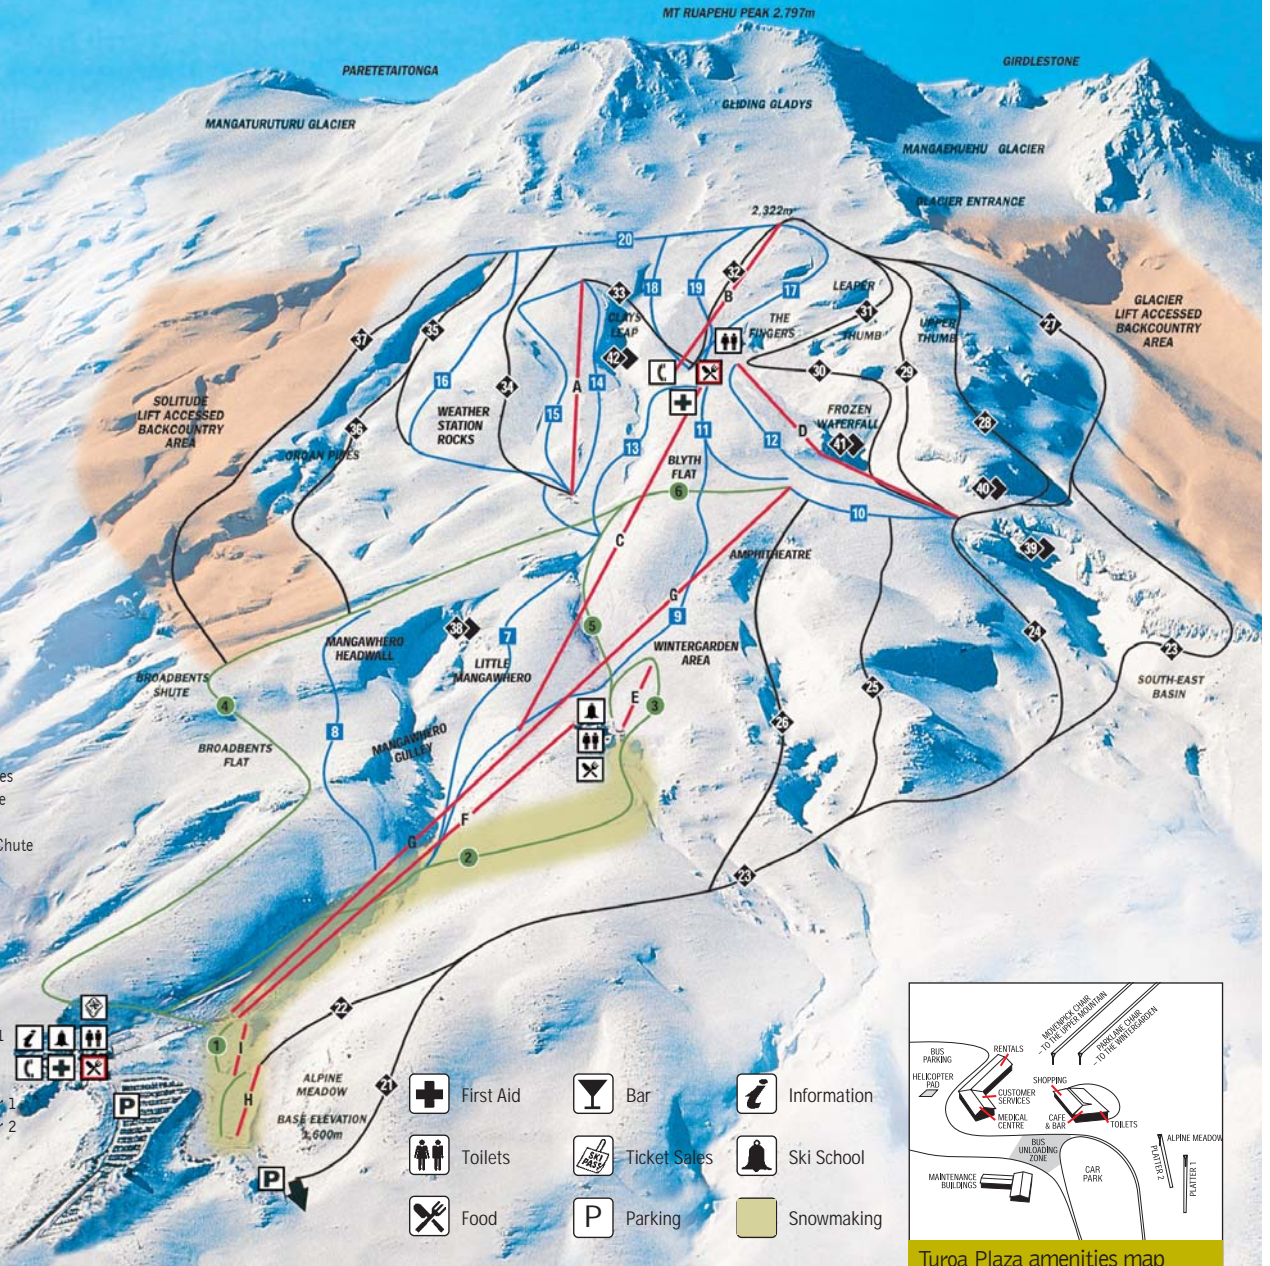 MT RUAPEHU PEAK 2,797m
PARETETAITONGA
GIRDLESTONE
GLIDING GLADYS
MANGATURUTURU GLACIER
MANGAEHUEHU GLACIER
GLACIER ENTRANCE
2,322m
20
32
B
18
19
17
33
LEAPER
GLACIER
LIFT ACCESSED
BACKCOUNTRY
AREA
27
31
37
35
CLAYS
LEAP
THE
FINGERS
THUMB
UPPER
THUMB
42
16
34
A
14
30
29
SOLITUDE
LIFT ACCESSED
BACKCOUNTRY
AREA
WEATHER
STATION
ROCKS
15
FROZEN
WATERFALL
28
36
11
12
D
41
13
ORGAN PIPES
BLYTH
FLAT
6
40
10
C
AMPHITHEATRE
39
G
9
5
38
7
24
23
MANGAWHERO
HEADWALL
LITTLE
MANGAWHERO
WINTERGARDEN
AREA
BROADBENTS
SHUTE
SOUTH-EAST
BASIN
4
E
3
25
26
8
BROADBENTS
FLAT
MANGAWHERO
GULLEY
es
e
Chute
F
G
2
23
22
1
I
H
21
ALPINE
MEADOW
BASE ELEVATION
1,600m
P
P
1
1
2
First Aid
Bar
Information
Toilets
SKI
PASS
Ticket Sales
Ski School
Food
P
Parking
Snowmaking
MOVENPICK CHAIR
- TO THE UPPER MOUNTAIN
PARKLANE CHAIR
- TO THE WINTERGARDEN
BUS
PARKING
RENTALS
HELICOPTER
PAD
SHOPPING
CUSTOMER
SERVICES
MEDICAL
CENTRE
CAFE
& BAR
TOILETS
BUS
UNLOADING
ZONE
ALPINE MEADOW
PLATTER 2
PLATTER 1
CAR
PARK
MAINTENANCE
BUILDINGS
Turoa Plaza amenities map